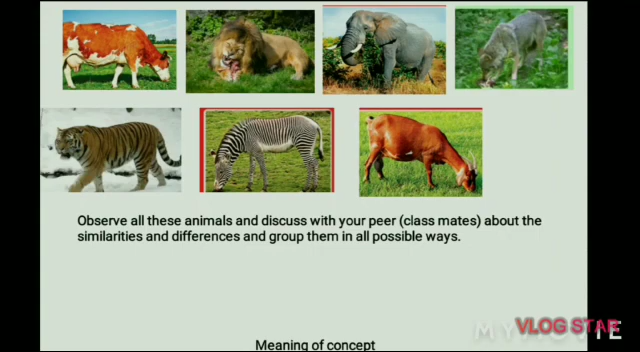 Observe all these animals and discuss with your peer (class mates) about the
similarities and differences and group them in all possible ways.
VLOG STAR
Meaning of concept